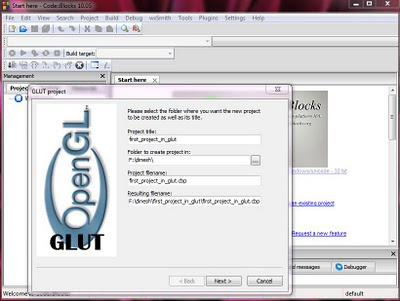 Start here - Code::Blocks 10.05
File Edit View Search Project Build Debug wxSmith Tools Plugins Settings Help
Build target:
Management
Start here
GLUT project
Please select the folder where you want the new project
to be created as well as its title.
Project title:
first_project_in_glut
Folder to create project in:
F:\dinesh\
...
Project filename:
first_project_in_glut.cbp
Resulting filename:
F:\dinesh\first_project_in_glut\first_project_in_glut.cbp
OpenGL
GLUT
< Back
Next >
Cancel
Blocks
an existing project
Request a new feature
messages
Debugger
default